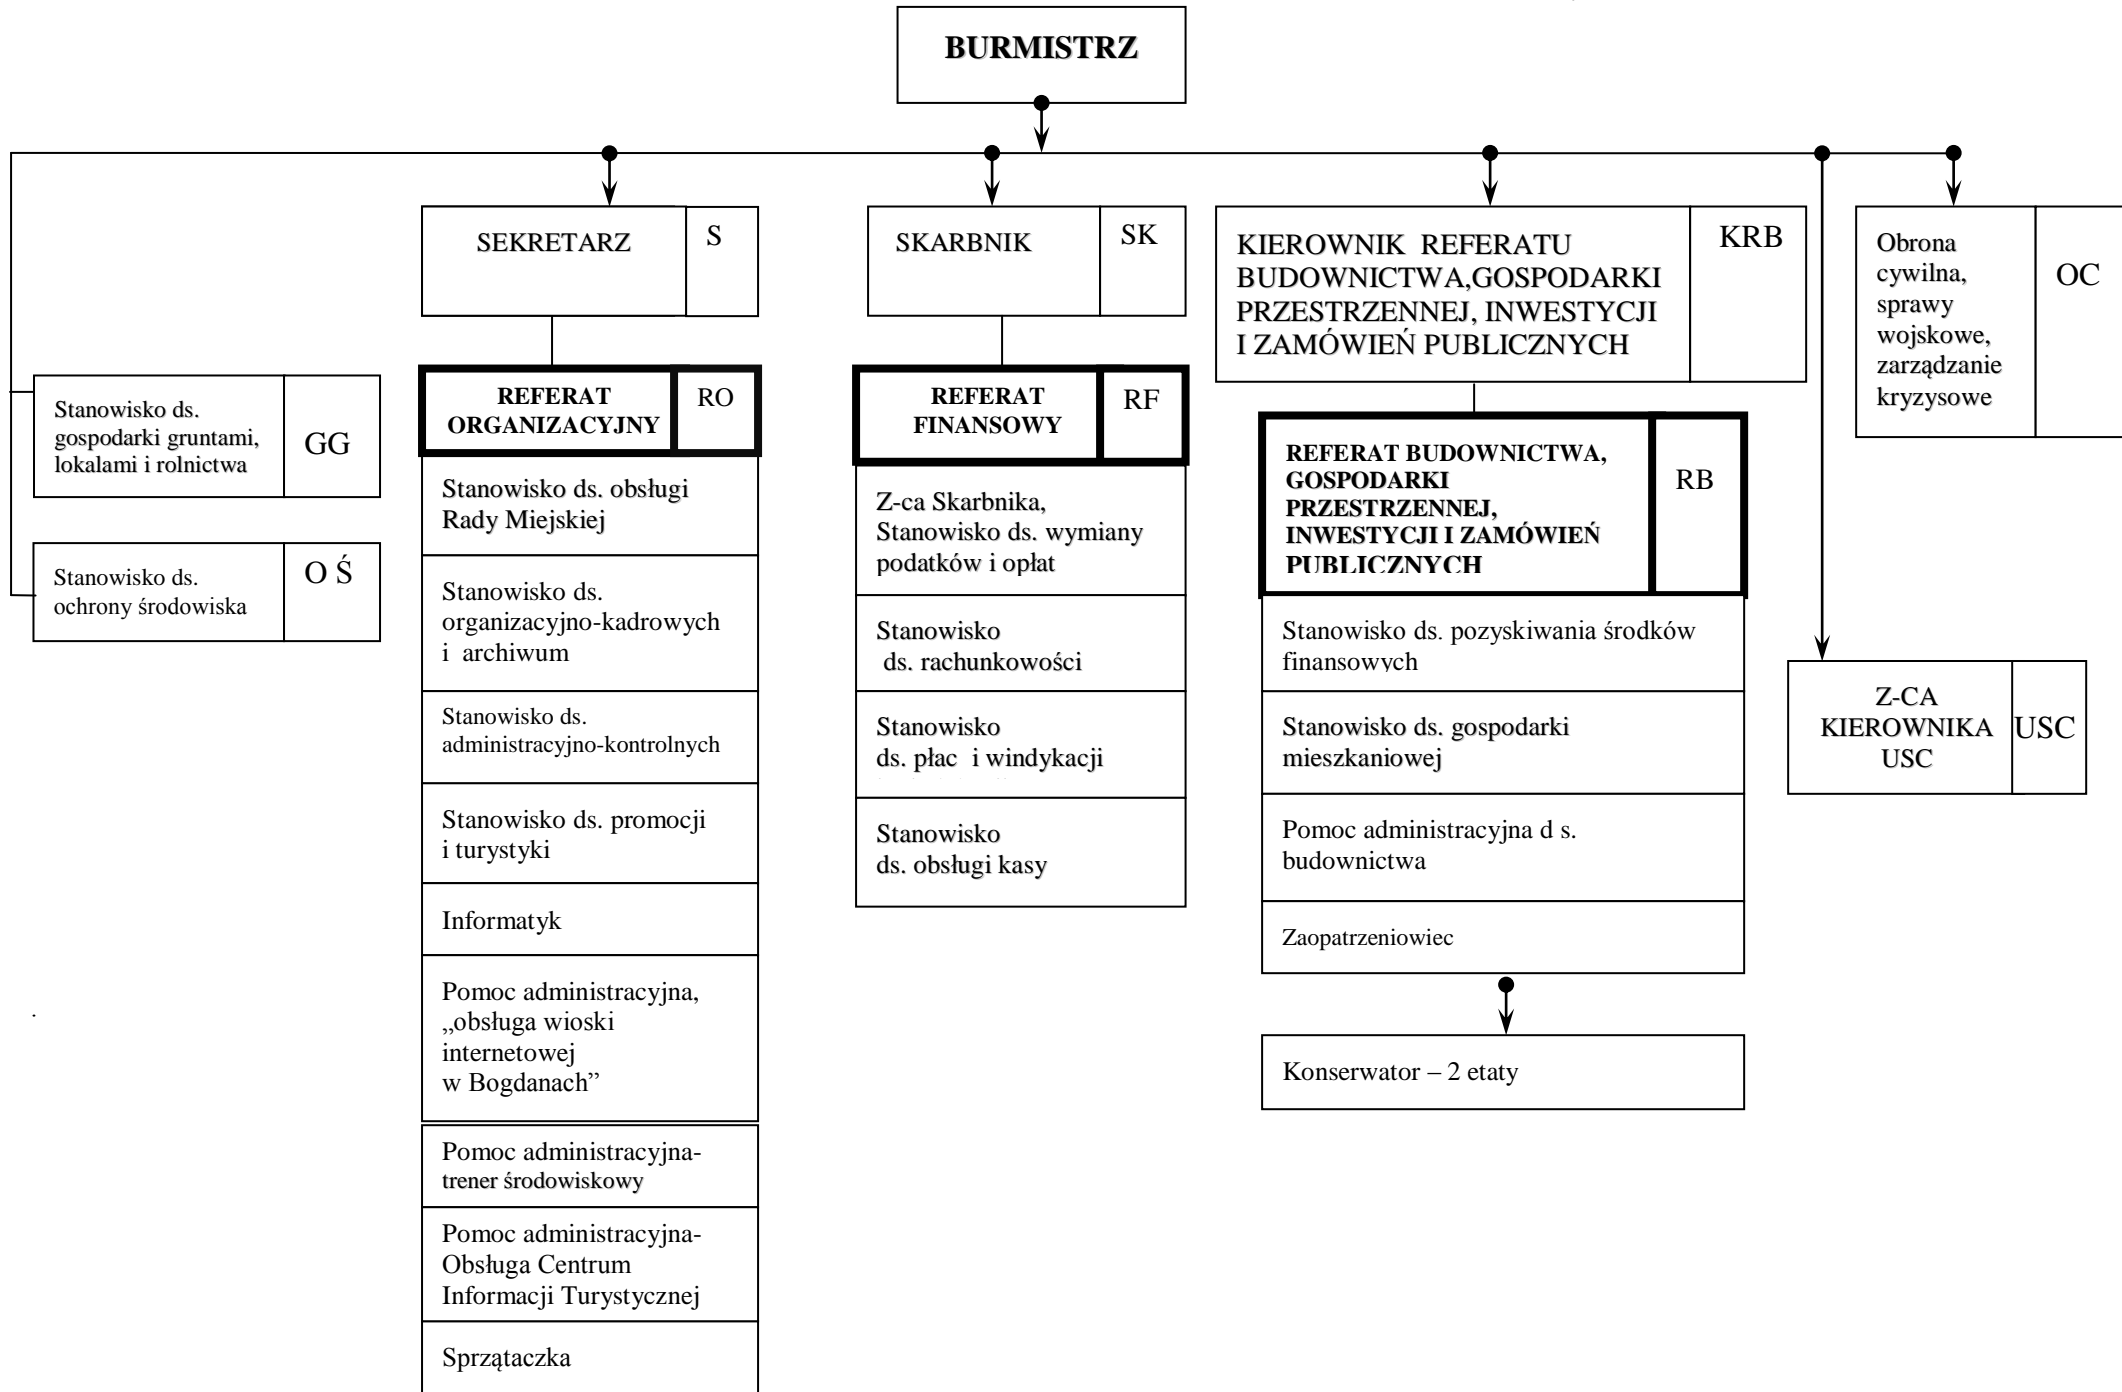 BURMISTRZ
SEKRETARZ
S
SKARBNIK
SK
KIEROWNIK REFERATU
BUDOWNICTWA,GOSPODARKI
PRZESTRZENNEJ, INWESTYCJI
I ZAMÓWIEŃ PUBLICZNYCH
KRB
Obrona
cywilna,
sprawy
wojskowe,
zarządzanie
kryzysowe
OC
Stanowisko ds.
gospodarki gruntami,
lokalami i rolnictwa
GG
Stanowisko ds.
ochrony środowiska
O Ś
REFERAT
ORGANIZACYJNY
RO
Stanowisko ds. obsługi
Rady Miejskiej
Stanowisko ds.
organizacyjno-kadrowych
i archiwum
Stanowisko ds.
administracyjno-kontrolnych
Stanowisko ds. promocji
i turystyki
Informatyk
Pomoc administracyjna,
„obsługa wioski
internetowej
w Bogdanach”
Pomoc administracyjna-
trener środowiskowy
Pomoc administracyjna-
Obsługa Centrum
Informacji Turystycznej
Sprzątaczka
REFERAT
FINANSOWY
RF
Z-ca Skarbnika,
Stanowisko ds. wymiany
podatków i opłat
Stanowisko
ds. rachunkowości
Stanowisko
ds. płac i windykacji
Stanowisko
ds. obsługi kasy
REFERAT BUDOWNICTWA,
GOSPODARKI
PRZESTRZENNEJ,
INWESTYCJI I ZAMÓWIEŃ
PUBLICZNYCH
RB
Stanowisko ds. pozyskiwania środków
finansowych
Stanowisko ds. gospodarki
mieszkaniowej
Pomoc administracyjna d s.
budownictwa
Zaopatrzeniowiec
Konserwator – 2 etaty
Z-CA
KIEROWNIKA
USC
USC
.